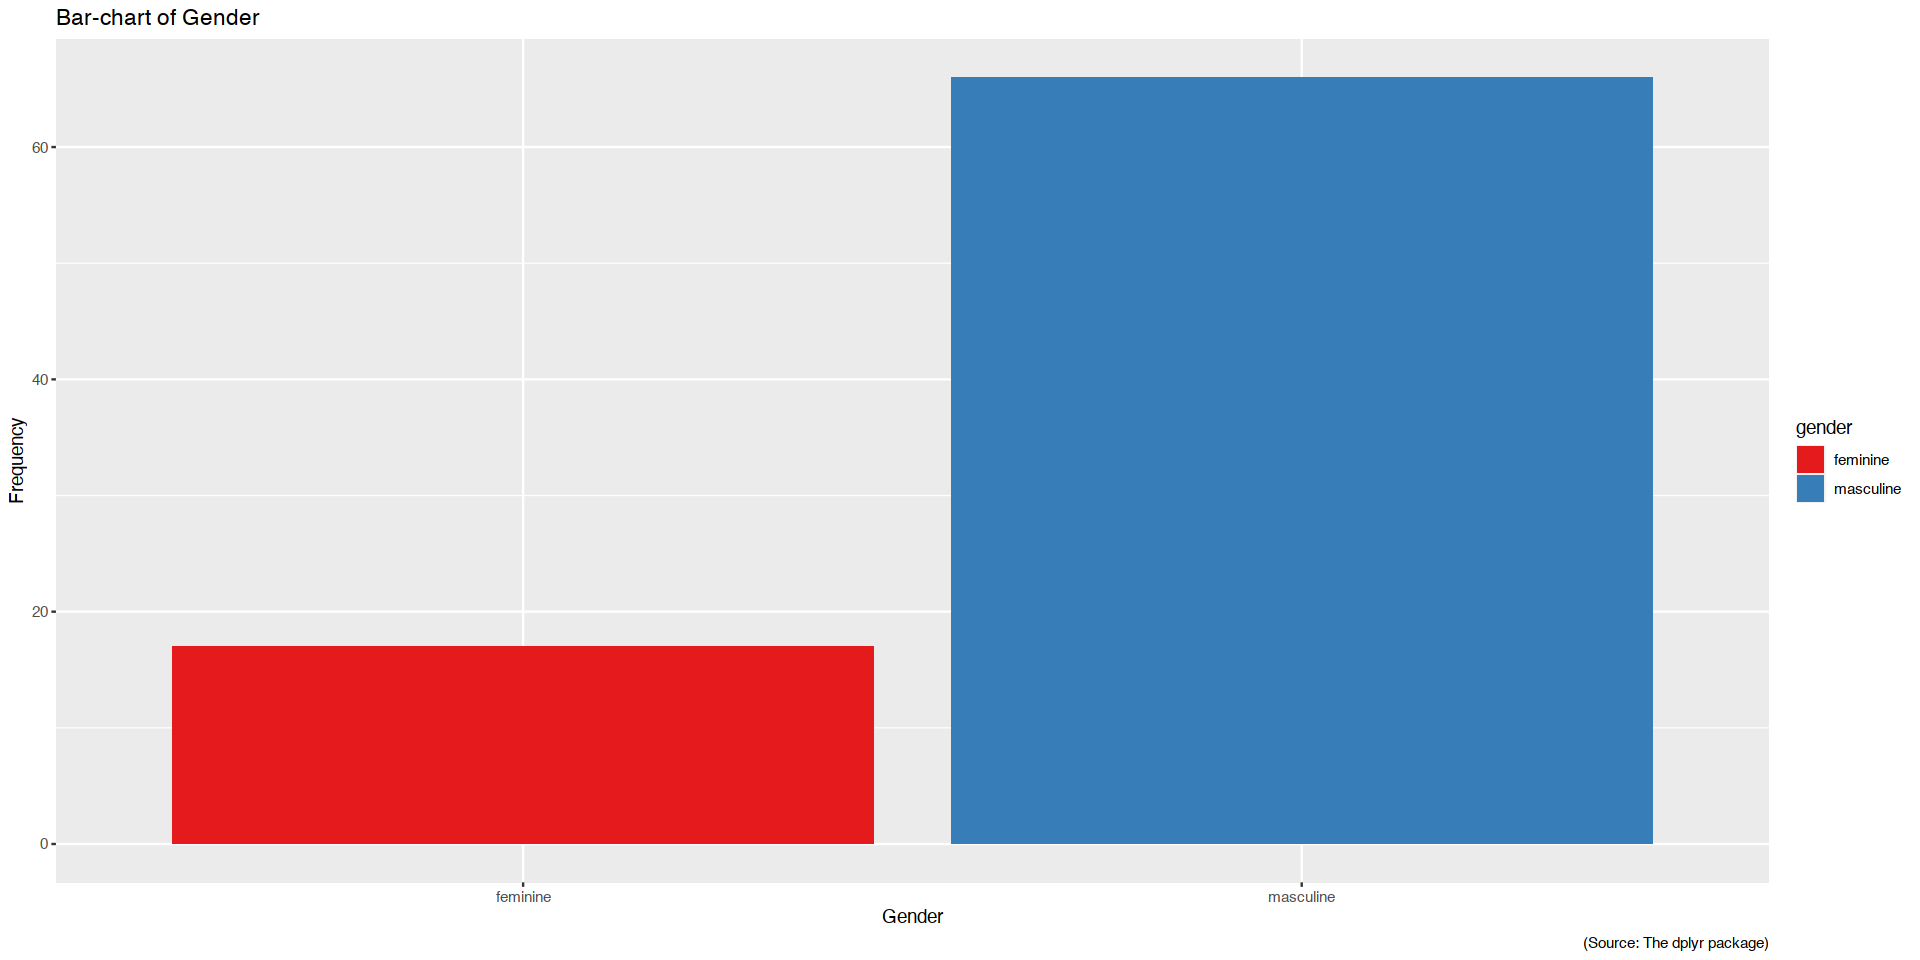 Bar-chart of Gender
Frequency
60
40
20
0
feminine
masculine
Gender
gender
feminine
masculine
(Source: The dplyr package)